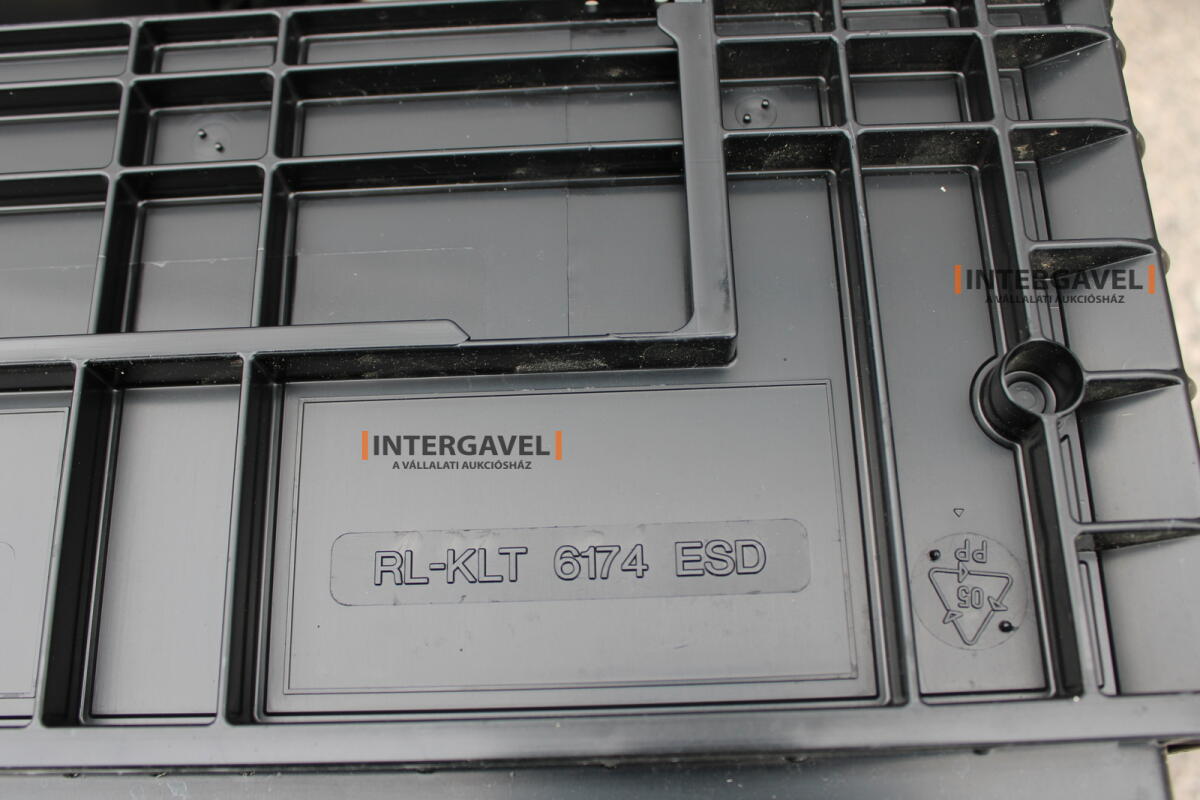 INTERGAVEL
A VÁLLALATI AUKCIÓSHÁZ
INTERGAVEL
A VÁLLALATI AUKCIÓSHÁZ
RL-KLT 6174 ESD
PP
05